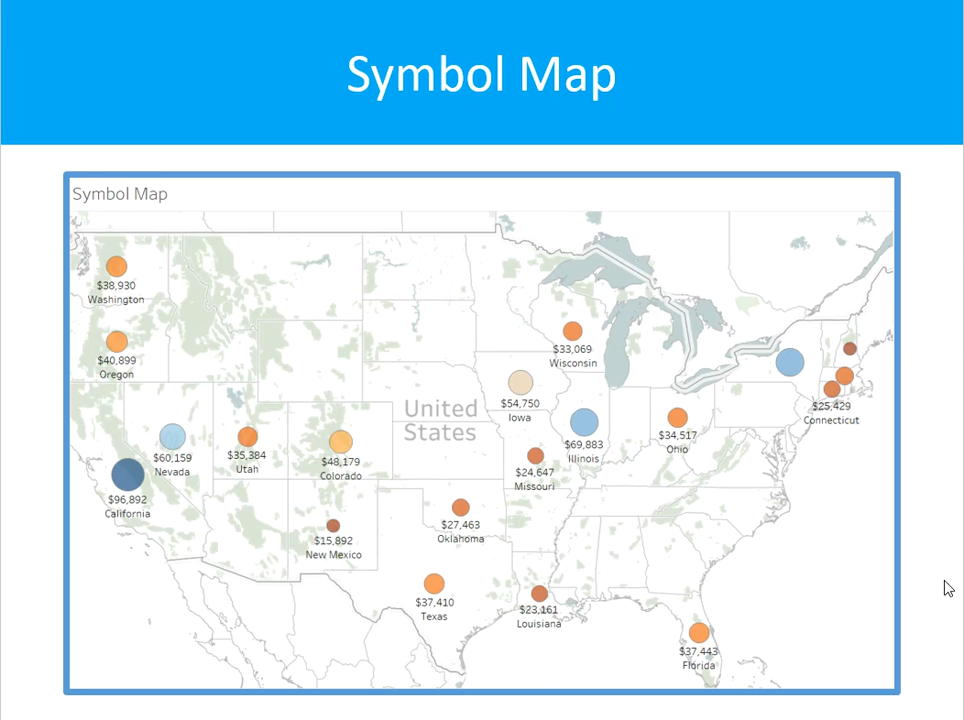 Symbol Map
Symbol Map
$38,930
Washington
$40,899
Oregon
$33,069
Wisconsin
$54,750
Iowa
United
States
$25,429
Connecticut
$60,159
Nevada
$35,384
Utah
$48,179
Colorado
$69,883
Illinois
$34,517
Ohio
$24,647
Missouri
$96,892
California
$15,892
New Mexico
$27,463
Oklahoma
$37,410
Texas
$23,161
Louisiana
$37,443
Florida